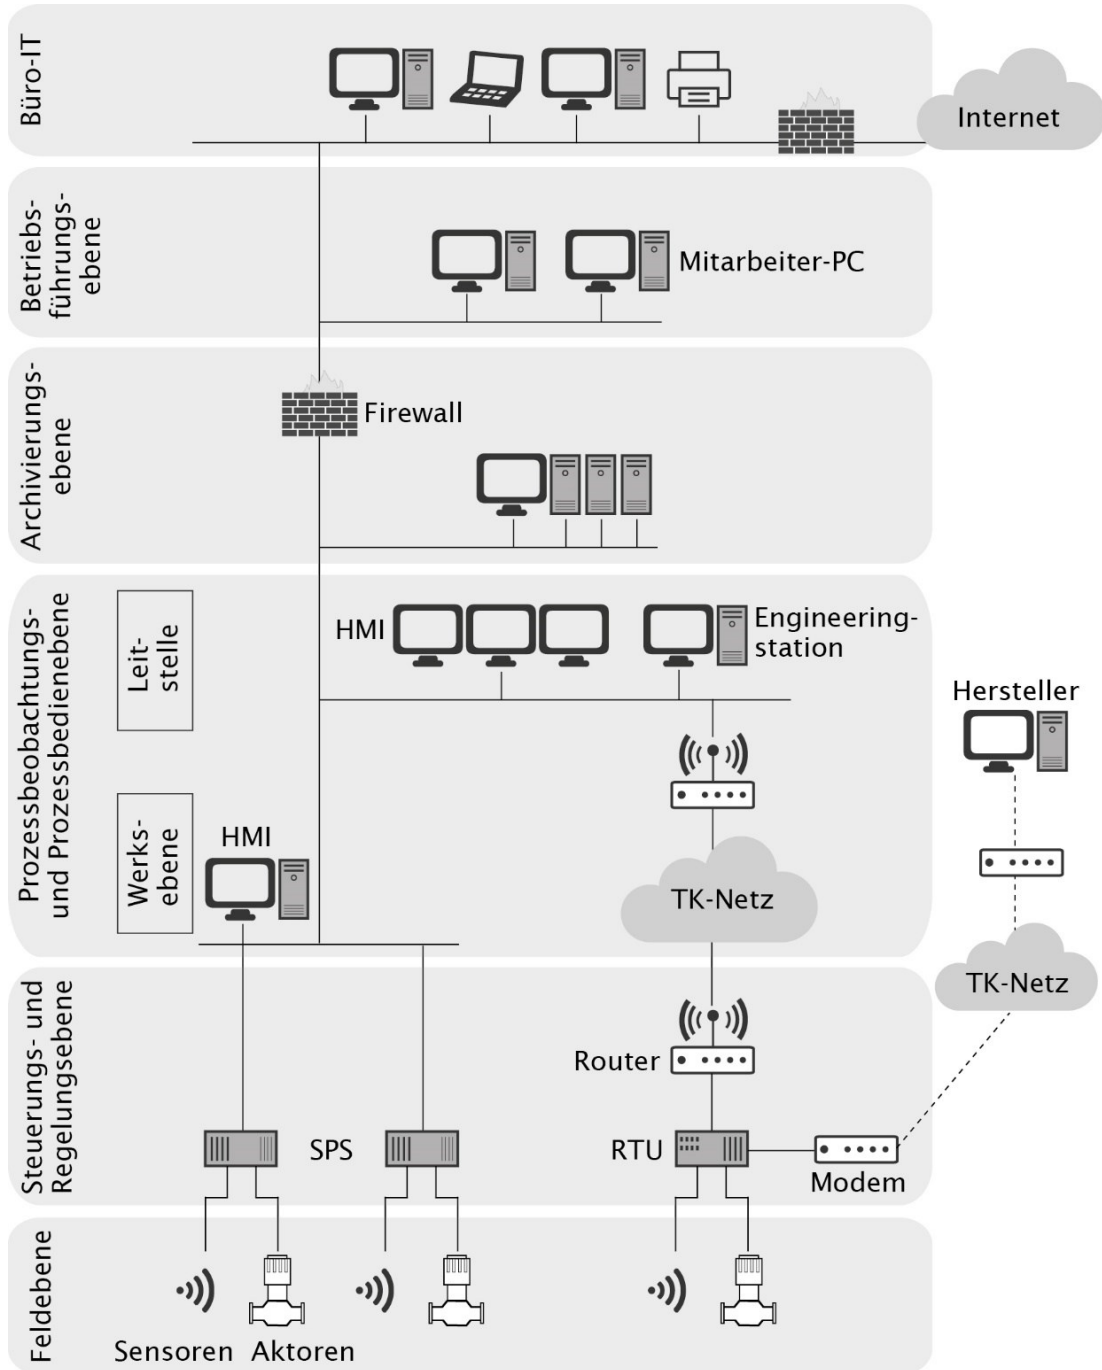 Büro-IT
Internet
Betriebs-
führungs-
ebene
Mitarbeiter-PC
Archivierungs-
ebene
Firewall
Prozessbeobachtungs-
und Prozessbedienebene
Leit-
stelle
HMI
Engineering-
station
Hersteller
Werks-
ebene
HMI
TK-Netz
TK-Netz
Steuerungs- und
Regelungsebene
Router
SPS
RTU
Modem
Feldebene
Sensoren
Aktoren